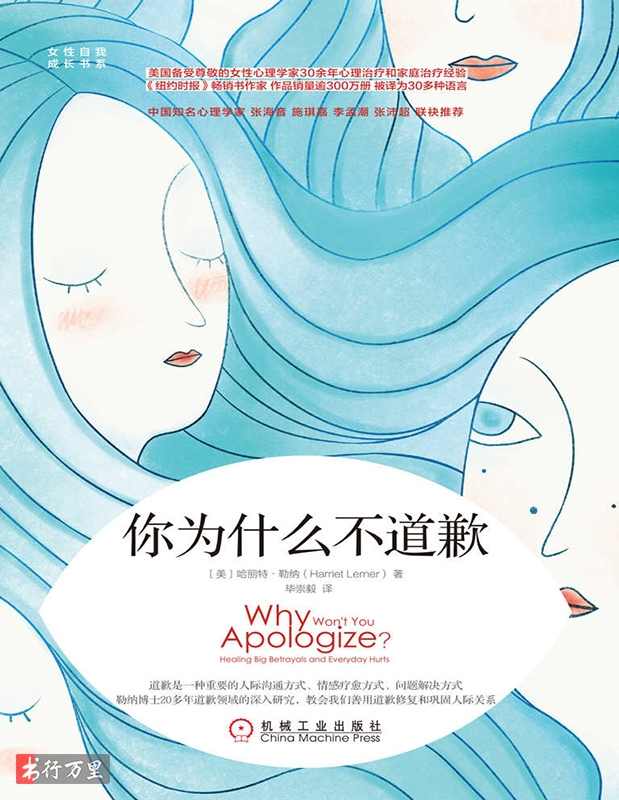 女性自我
成长书系
美国备受尊敬的女性心理学家30余年心理治疗和家庭治疗经验
《纽约时报》畅销书作家 作品销量逾300万册 被译为30多种语言
中国知名心理学家 张海音 施琪嘉 李孟潮 张沛超 联袂推荐
你为什么不道歉
［美］哈丽特·勒纳（Harriet Lerner）著
毕崇毅 译
Why Won't You
Apologize?
Healing Big Betrayals and Everyday Hurts
道歉是一种重要的人际沟通方式、情感疗愈方式、问题解决方式
勒纳博士20多年道歉领域的深入研究，教会我们善用道歉修复和巩固人际关系
机械工业出版社
China Machine Press
书行万里